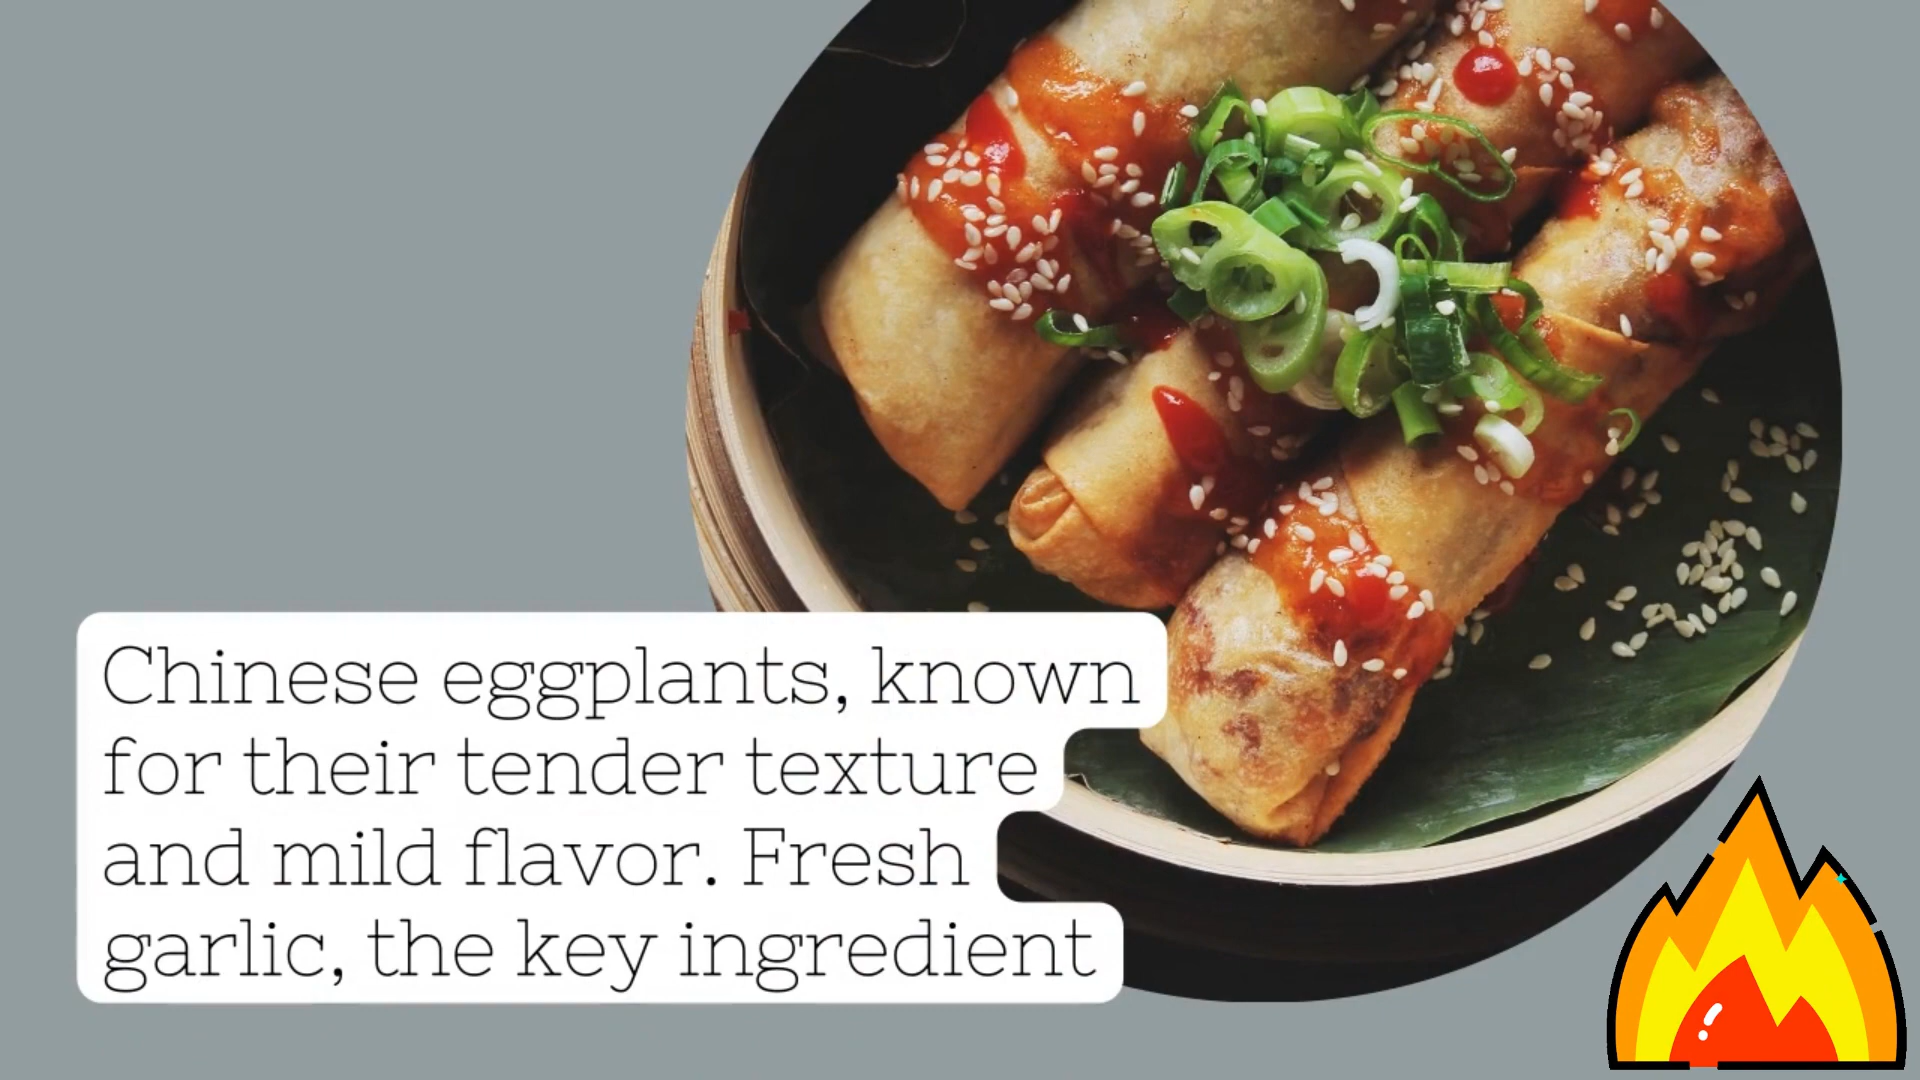 Chinese eggplants, known
for their tender texture
and mild flavor. Fresh
garlic, the key ingredient